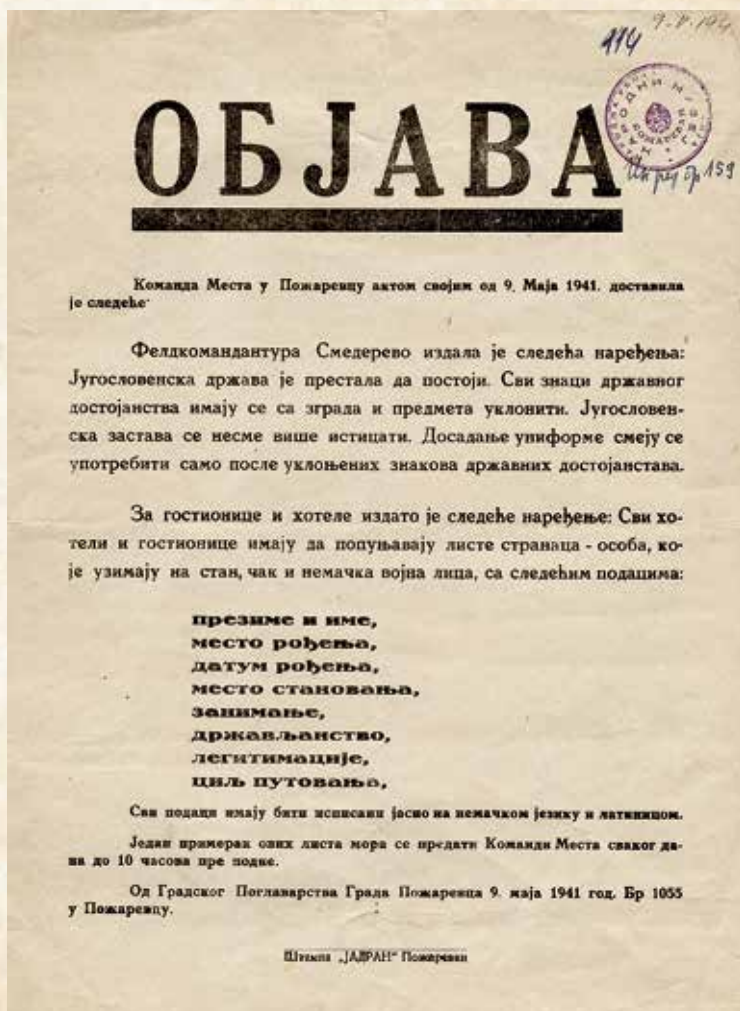 114
ОБЈАВА
Команда Места у Пожаревцу актом својим од 9. Маја 1941. доставила
је следеће
Фелдкомандантура Смедерево издала је следећа наређења:
Југословенска држава је престала да постоји. Сви знаци државног
достојанства имају се са зграда и предмета уклонити. Југословен-
ска застава се несме више истицати. Досадање униформе смеју се
употребити само после уклоњених знакова државних достојанстава.
За гостионице и хотеле издато је следеће наређење: Сви хо-
тели и гостионице имају да попуњавају листе странаца - особа, ко-
је узимају на стан, чак и немачка војна лица, са следећим подацима:
презиме и име,
место рођења,
датум рођења,
место становања,
занимање,
држављанство,
легитимације,
циљ путовања,
Сви подаци имају бити исписани јасно на немачком језику и латиницом.
Један примерак ових листа мора се предати Команди Места сваког да-
на до 10 часова пре подне.
Од Градског Поглаварства Града Пожаревца 9. маја 1941 год. Бр 1055
у Пожаревцу.
Штампа „ЈАДРАН“ Пожаревац